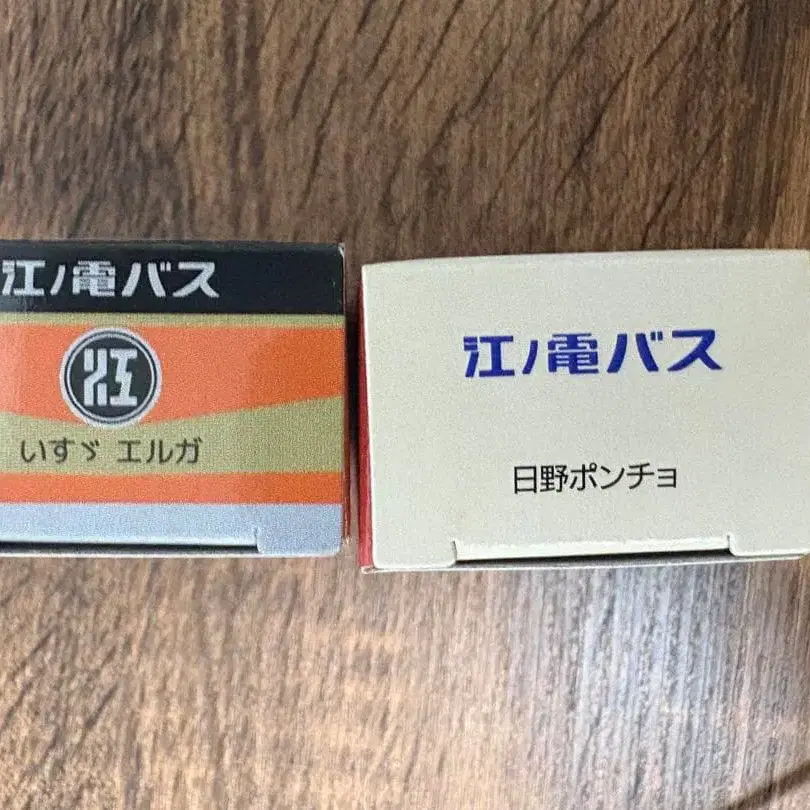 江ノ電バス
江
いすゞ エルガ
江ノ電バス
日野ポンチョ